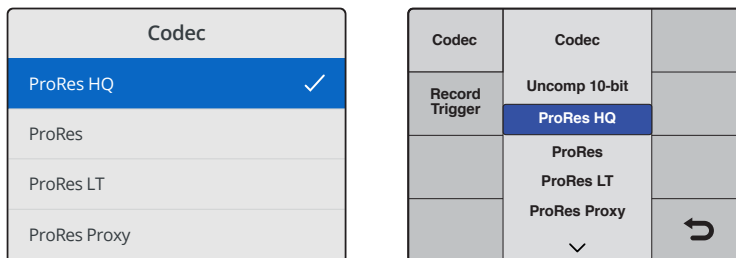 Codec
ProRes HQ
ProRes
ProRes LT
ProRes Proxy
Codec
Record
Trigger
Codec
Uncomp 10-bit
ProRes HQ
ProRes
ProRes LT
ProRes Proxy